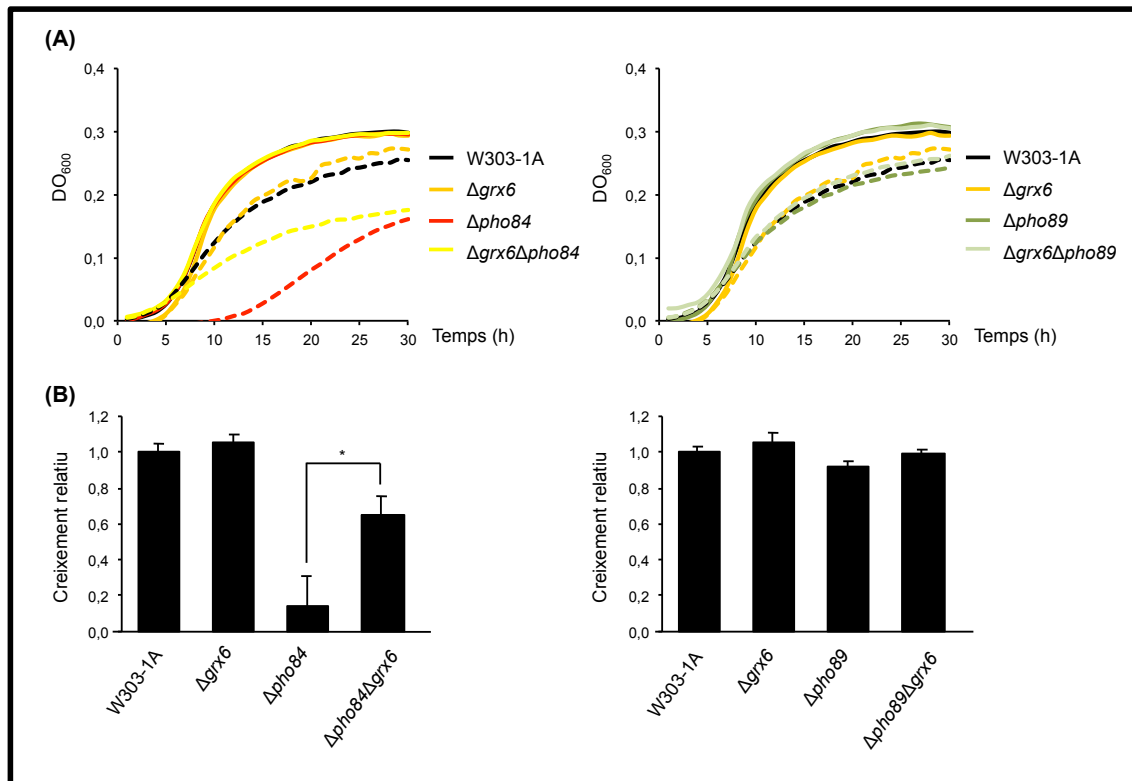 (A)
0,4
0,3
0,2
0,1
0,0
DO600
0
5
10
15
20
25
30
Temps (h)
W303-1A
Δgrx6
Δpho84
Δgrx6Δpho84
0,4
0,3
0,2
0,1
0,0
DO600
0
5
10
15
20
25
30
Temps (h)
W303-1A
Δgrx6
Δpho89
Δgrx6Δpho89
(B)
1,2
1,0
0,8
0,6
0,4
0,2
0,0
Creixement relatiu
*
W303-1A
Δgrx6
Δpho84
Δpho84Δgrx6
1,2
1,0
0,8
0,6
0,4
0,2
0,0
Creixement relatiu
W303-1A
Δgrx6
Δpho89
Δpho89Δgrx6